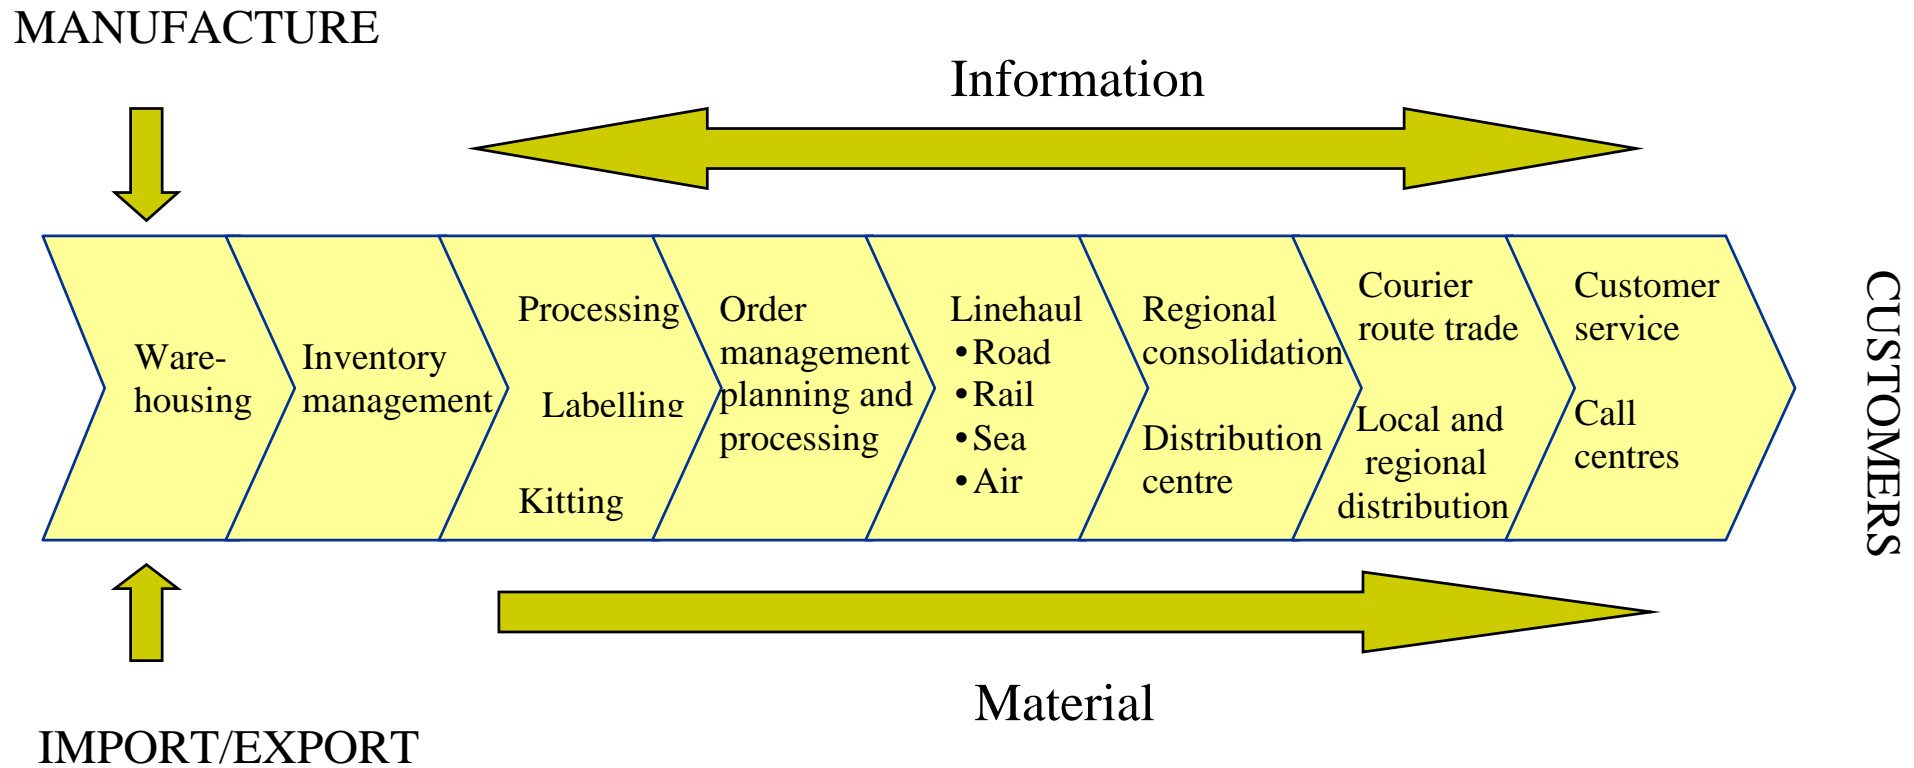 MANUFACTURE
Information
Ware-
housing
Inventory
management
Processing
Labelling
Kitting
Order
management
planning and
processing
Linehaul
•Road
•Rail
•Sea
•Air
Regional
consolidation
Distribution
centre
Courier
route trade
Local and
regional
distribution
Customer
service
Call
centres
CUSTOMERS
Material
IMPORT/EXPORT